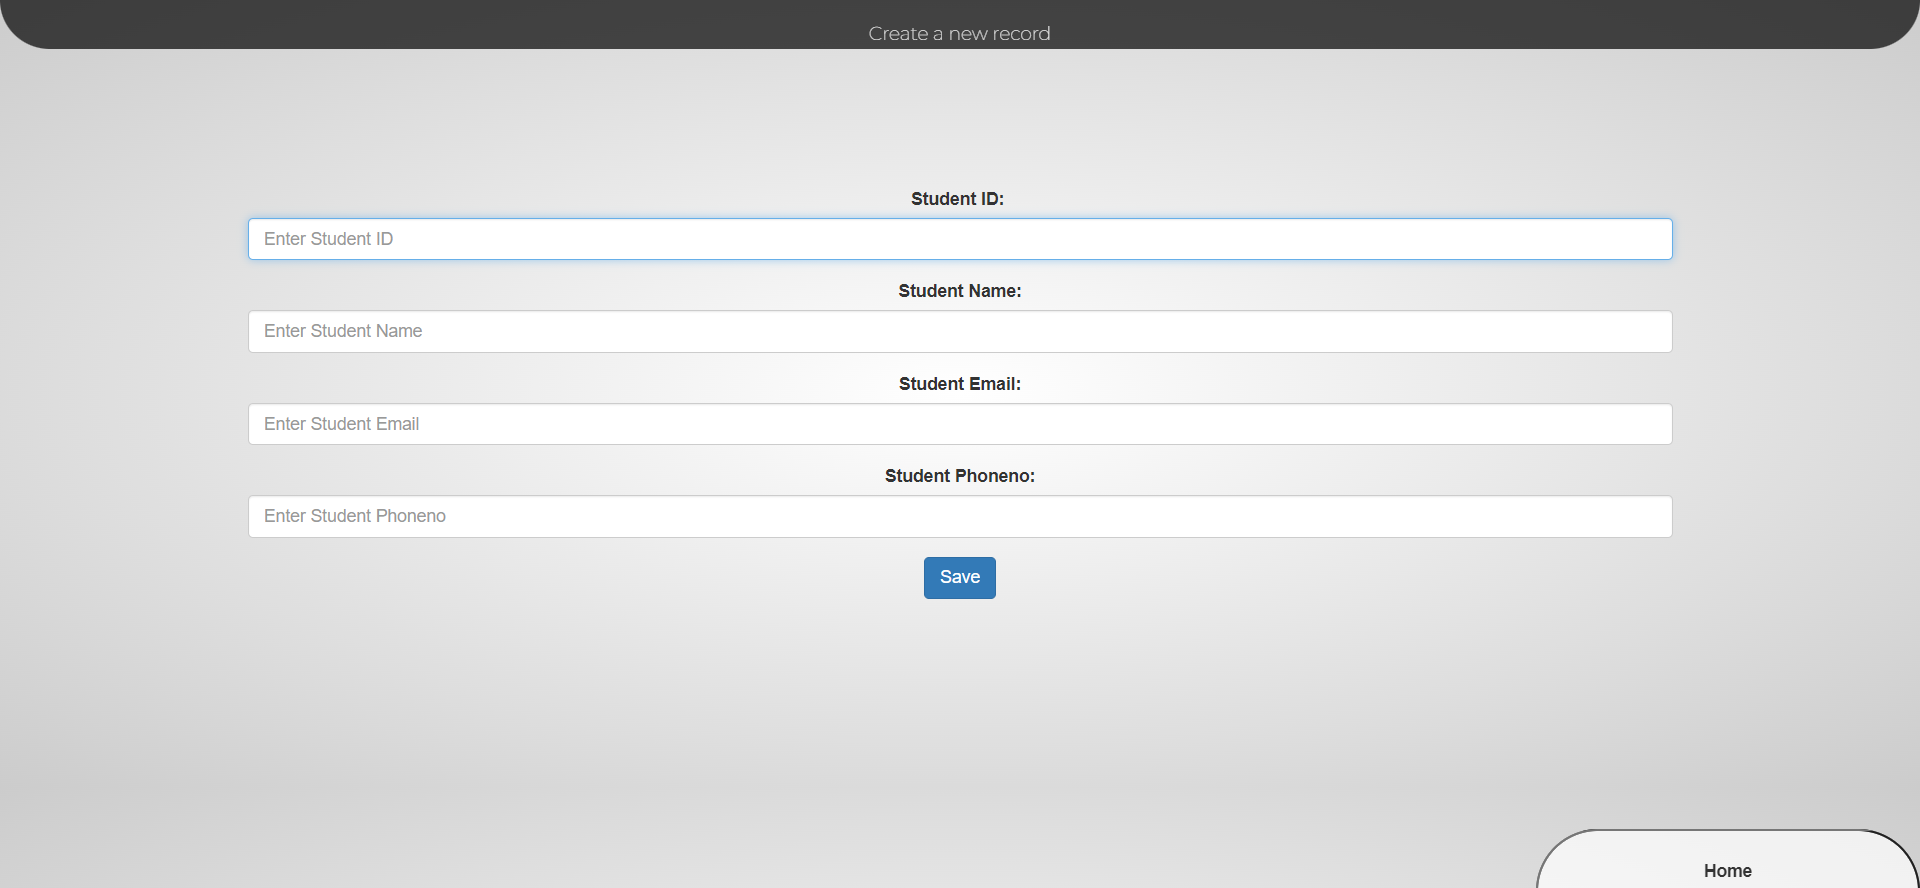 Create a new record
Student ID:
Enter Student ID
Student Name:
Enter Student Name
Student Email:
Enter Student Email
Student Phoneno:
Enter Student Phoneno
Save
Home